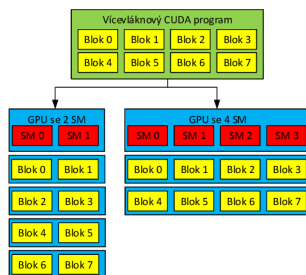 Vícevláknový CUDA program
Blok 0 Blok 1 Blok 2 Blok 3
Blok 4 Blok 5 Blok 6 Blok 7
GPU se 2 SM
SM 0 SM 1
Blok 0 Blok 1
Blok 2 Blok 3
Blok 4 Blok 5
Blok 6 Blok 7
GPU se 4 SM
SM 0 SM 1 SM 2 SM 3
Blok 0 Blok 1 Blok 2 Blok 3
Blok 4 Blok 5 Blok 6 Blok 7